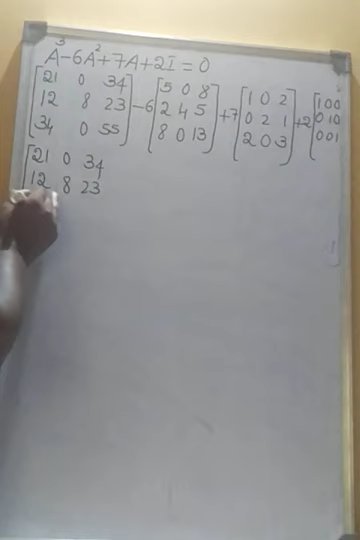 A³-6A²+7A+2I=0
[21 0 34] -6[5 0 8] +7[1 0 2] +2[1 0 0]
[12 8 23] [2 4 5] [0 2 1] [0 1 0]
[34 0 55] [8 0 13] [2 0 3] [0 0 1]
[21 0 34
12 8 23